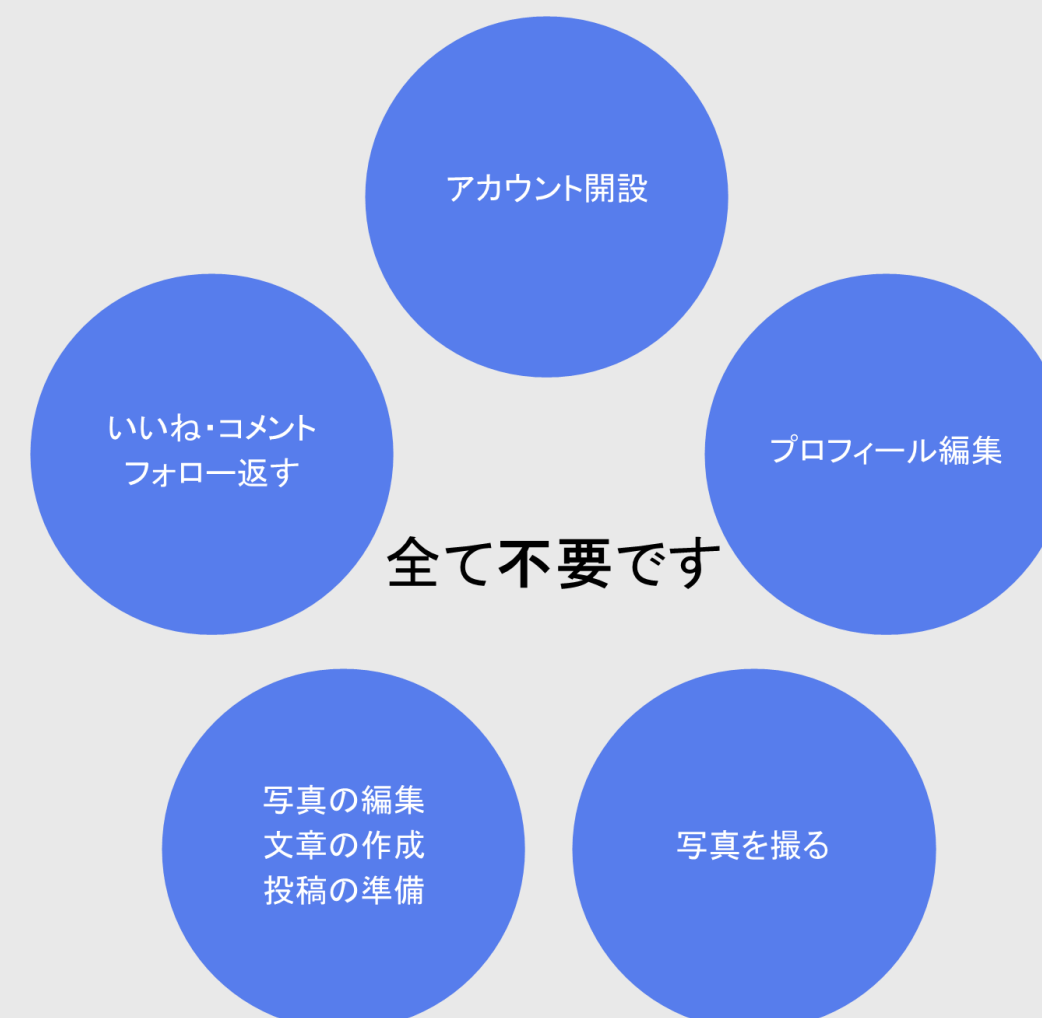 アカウント開設
いいね・コメント
フォロー返す
プロフィール編集
全て不要です
写真の編集
文章の作成
投稿の準備
写真を撮る